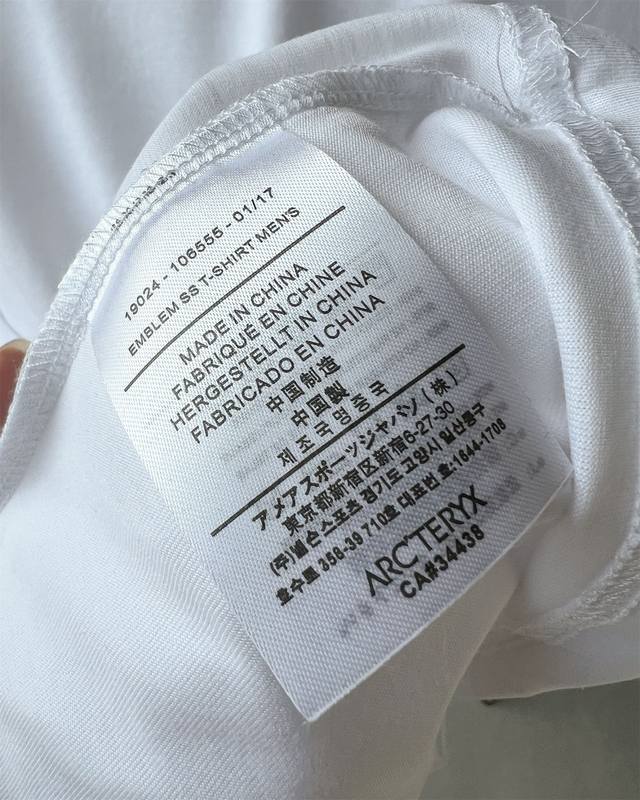 19024 - 106555 - 01/17
EMBLEM SS T-SHIRT MEN'S
MADE IN CHINA
FABRIQUÉ EN CHINE
HERGESTELLT IN CHINA
FABRICADO EN CHINA
中国制造
中国製
제조국명중국
アメアスポーツジャパン（株）
東京都新宿区新宿6-27-30
(주)넬슨스포츠 경기도고양시 일산동구
호수로 358-39 710호 대표번호:1644-1708
ARC'TERYX
CA#34438